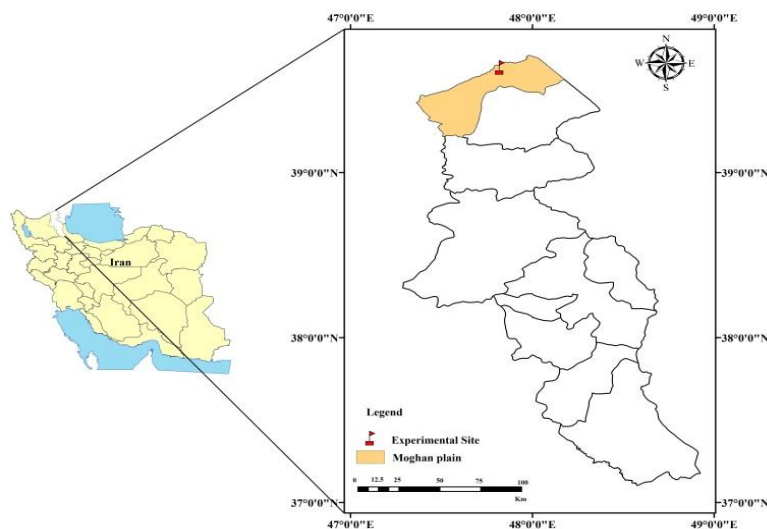 47°0'0"E 48°0'0"E 49°0'0"E
N
W E
S
39°0'0"N 39°0'0"N
Iran
38°0'0"N 38°0'0"N
Legend
Experimental Site
Moghan plain
0 12.5 25 50 75 100
Kms
37°0'0"N 37°0'0"N
47°0'0"E 48°0'0"E 49°0'0"E